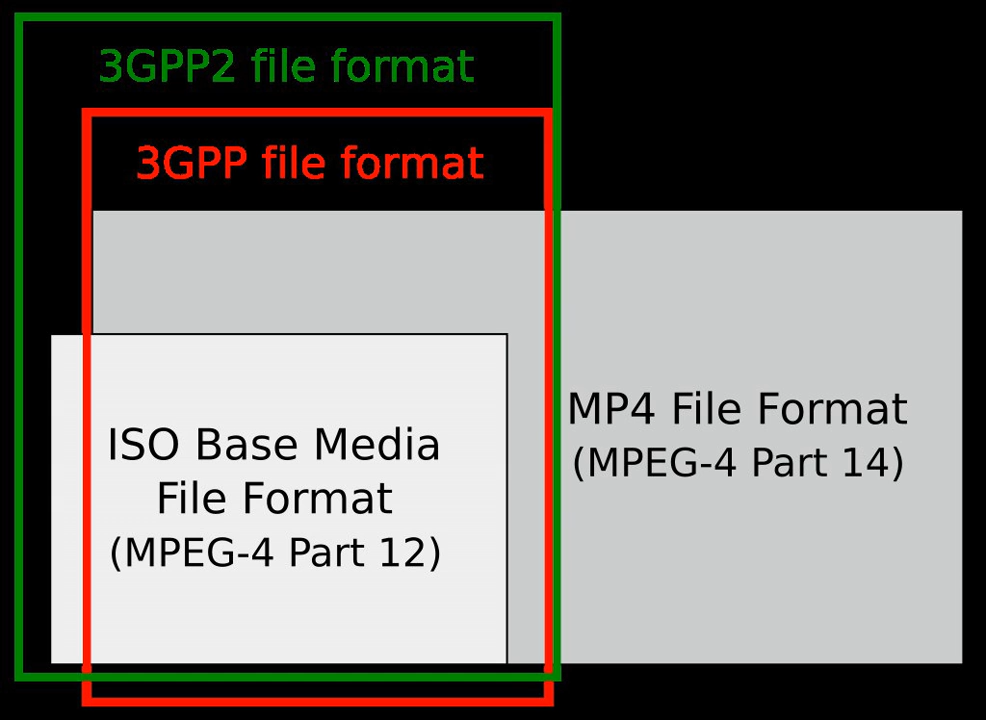 3GPP2 file format
3GPP file format
MP4 File Format
(MPEG-4 Part 14)
ISO Base Media
File Format
(MPEG-4 Part 12)